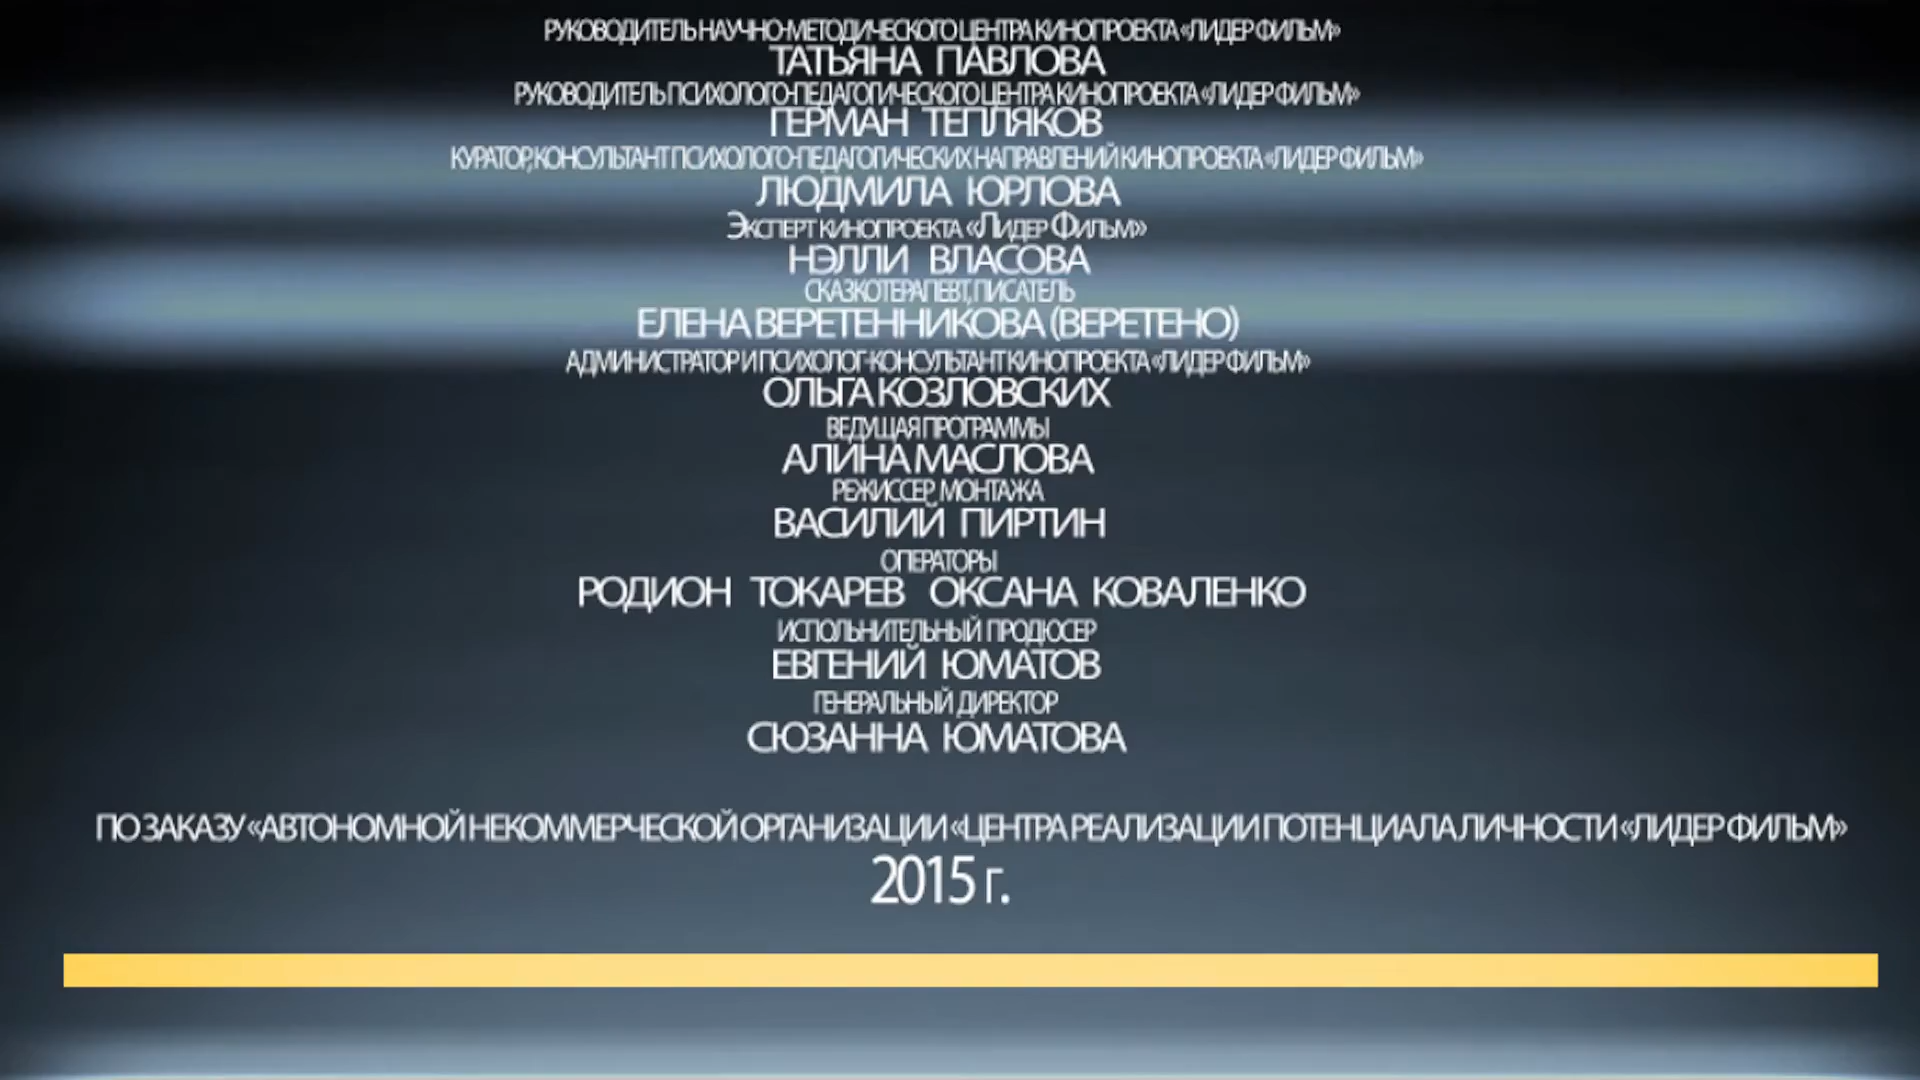 РУКОВОДИТЕЛЬ НАУЧНО-МЕТОДИЧЕСКОГО ЦЕНТРА КИНОПРОЕКТА «ЛИДЕР ФИЛЬМ»
ТАТЬЯНА ПАВЛОВА
РУКОВОДИТЕЛЬ ПСИХОЛОГО-ПЕДАГОГИЧЕСКОГО ЦЕНТРА КИНОПРОЕКТА «ЛИДЕР ФИЛЬМ»
ГЕРМАН ТЕПЛЯКОВ
КУРАТОР,КОНСУЛЬТАНТ ПСИХОЛОГО-ПЕДАГОГИЧЕСКИХ НАПРАВЛЕНИЙ КИНОПРОЕКТА «ЛИДЕР ФИЛЬМ»
ЛЮДМИЛА ЮРЛОВА
ЭКСПЕРТ КИНОПРОЕКТА «ЛИДЕР ФИЛЬМ»
НЭЛЛИ ВЛАСОВА
СКАЗКОТЕРАПЕВТ, ПИСАТЕЛЬ
ЕЛЕНА ВЕРЕТЕННИКОВА (ВЕРЕТЕНО)
АДМИНИСТРАТОР И ПСИХОЛОГ-КОНСУЛЬТАНТ КИНОПРОЕКТА «ЛИДЕР ФИЛЬМ»
ОЛЬГА КОЗЛОВСКИХ
ВЕДУЩАЯ ПРОГРАММЫ
АЛИНА МАСЛОВА
РЕЖИССЕР МОНТАЖА
ВАСИЛИЙ ПИРТИН
ОПЕРАТОРЫ
РОДИОН ТОКАРЕВ ОКСАНА КОВАЛЕНКО
ИСПОЛЬНИТЕЛЬНЫЙ ПРОДЮСЕР
ЕВГЕНИЙ ЮМАТОВ
ГЕНЕРАЛЬНЫЙ ДИРЕКТОР
СЮЗАННА ЮМАТОВА
ПО ЗАКАЗУ «АВТОНОМНОЙ НЕКОММЕРЧЕСКОЙ ОРГАНИЗАЦИИ «ЦЕНТРА РЕАЛИЗАЦИИ ПОТЕНЦИАЛА ЛИЧНОСТИ «ЛИДЕР ФИЛЬМ»
2015 г.